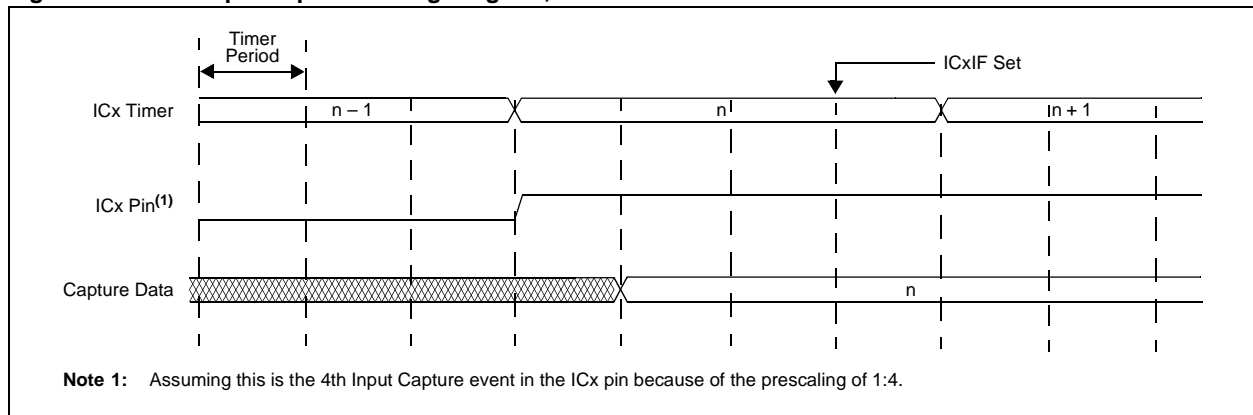 Timer
Period
ICxIF Set
ICx Timer
n – 1
n
n + 1
ICx Pin(1)
Capture Data
n
Note 1: Assuming this is the 4th Input Capture event in the ICx pin because of the prescaling of 1:4.